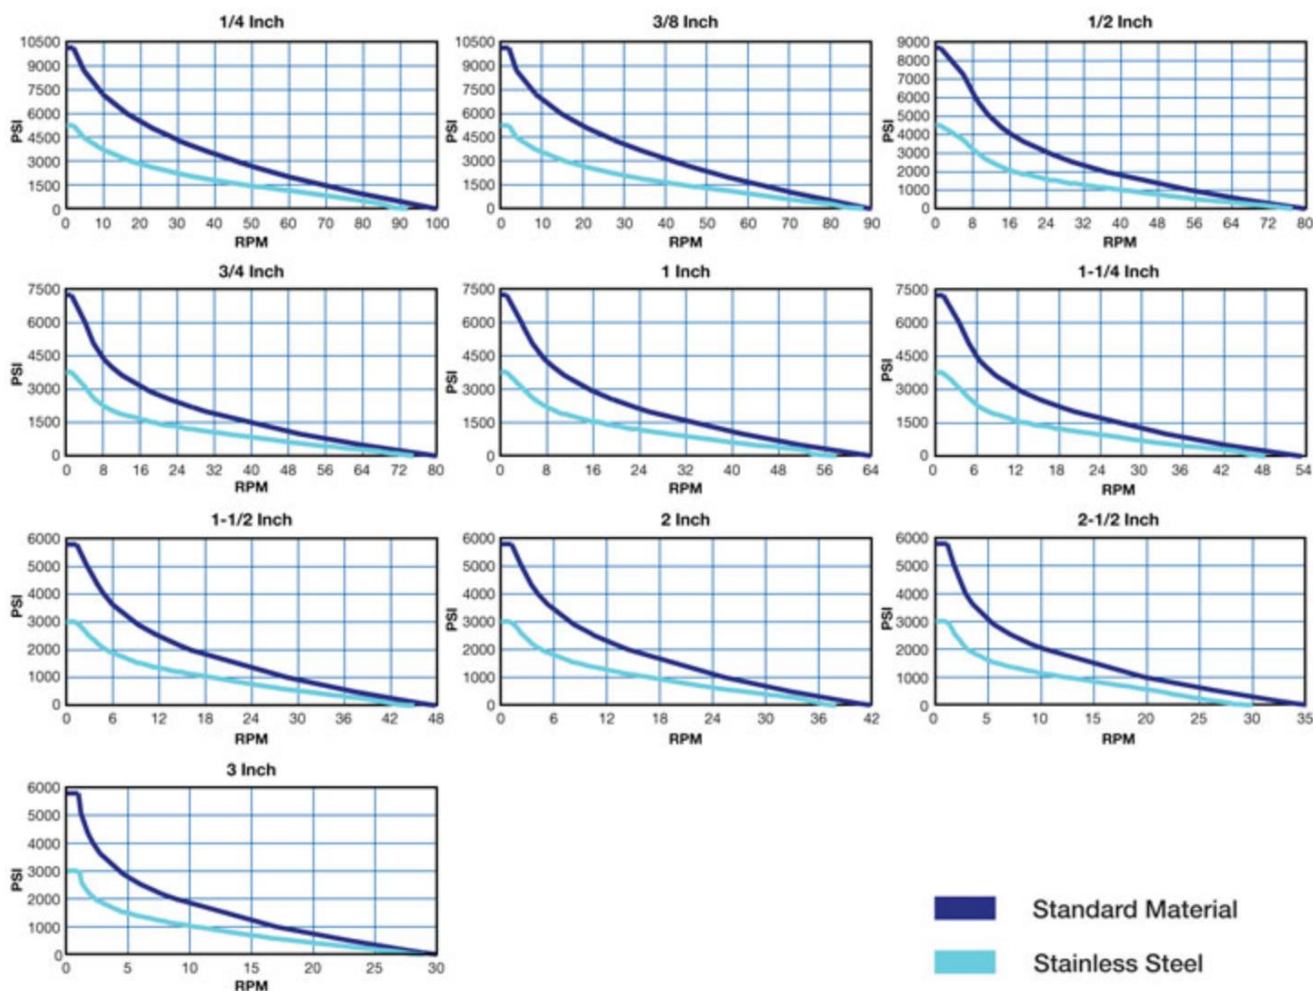 1/4 Inch
10500
9000
7500
6000
4500
3000
1500
0
PSI
0 10 20 30 40 50 60 70 80 90 100
RPM
3/8 Inch
10500
9000
7500
6000
4500
3000
1500
0
PSI
0 10 20 30 40 50 60 70 80 90
RPM
1/2 Inch
9000
8000
7000
6000
5000
4000
3000
2000
1000
0
PSI
0 8 16 24 32 40 48 56 64 72 80
RPM
3/4 Inch
7500
6000
4500
3000
1500
0
PSI
0 8 16 24 32 40 48 56 64 72 80
RPM
1 Inch
7500
6000
4500
3000
1500
0
PSI
0 8 16 24 32 40 48 56 64
RPM
1-1/4 Inch
7500
6000
4500
3000
1500
0
PSI
0 6 12 18 24 30 36 42 48 54
RPM
1-1/2 Inch
6000
5000
4000
3000
2000
1000
0
PSI
0 6 12 18 24 30 36 42 48
RPM
2 Inch
6000
5000
4000
3000
2000
1000
0
PSI
0 6 12 18 24 30 36 42
RPM
2-1/2 Inch
6000
5000
4000
3000
2000
1000
0
PSI
0 5 10 15 20 25 30 35
RPM
3 Inch
6000
5000
4000
3000
2000
1000
0
PSI
0 5 10 15 20 25 30
RPM
Standard Material
Stainless Steel